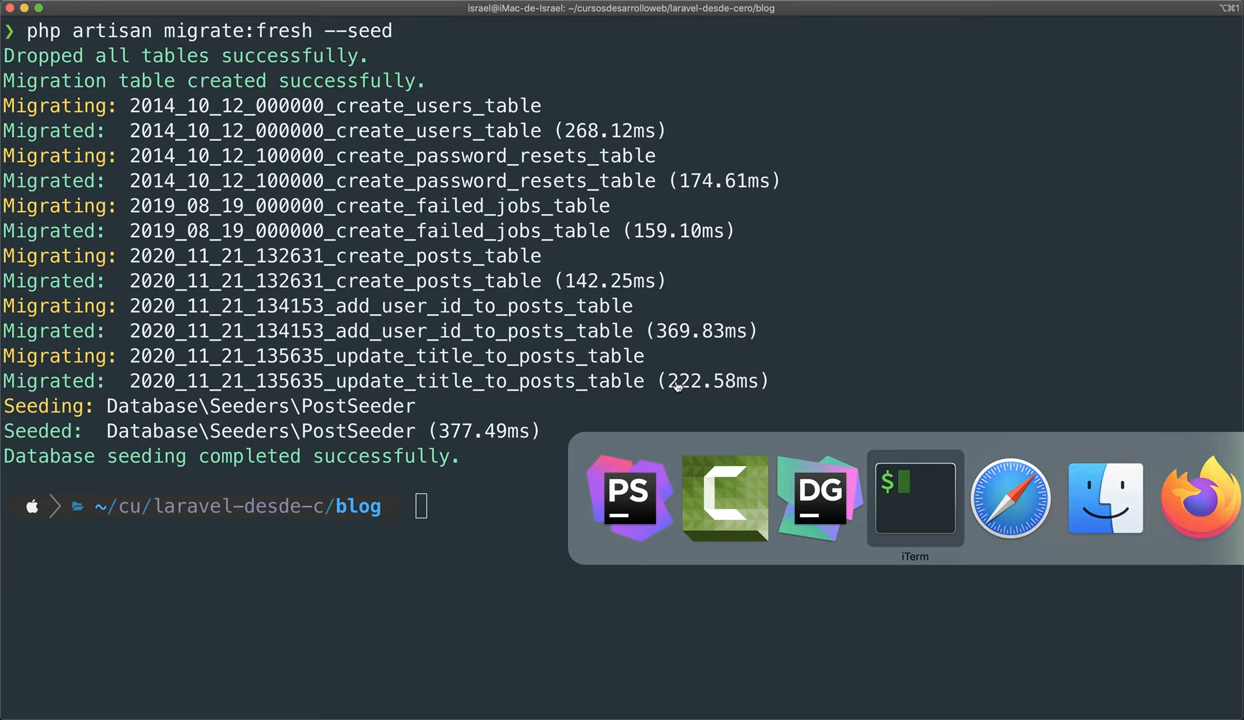 israel@iMac-de-Israel: ~/cursosdesarrolloweb/laravel-desde-cero/blog
⌥⌘1
❯ php artisan migrate:fresh --seed
Dropped all tables successfully.
Migration table created successfully.
Migrating: 2014_10_12_000000_create_users_table
Migrated:  2014_10_12_000000_create_users_table (268.12ms)
Migrating: 2014_10_12_100000_create_password_resets_table
Migrated:  2014_10_12_100000_create_password_resets_table (174.61ms)
Migrating: 2019_08_19_000000_create_failed_jobs_table
Migrated:  2019_08_19_000000_create_failed_jobs_table (159.10ms)
Migrating: 2020_11_21_132631_create_posts_table
Migrated:  2020_11_21_132631_create_posts_table (142.25ms)
Migrating: 2020_11_21_134153_add_user_id_to_posts_table
Migrated:  2020_11_21_134153_add_user_id_to_posts_table (369.83ms)
Migrating: 2020_11_21_135635_update_title_to_posts_table
Migrated:  2020_11_21_135635_update_title_to_posts_table (222.58ms)
Seeding: Database\Seeders\PostSeeder
Seeded:  Database\Seeders\PostSeeder (377.49ms)
Database seeding completed successfully.
~/cu/laravel-desde-c/blog
PS
C
DG
$
iTerm